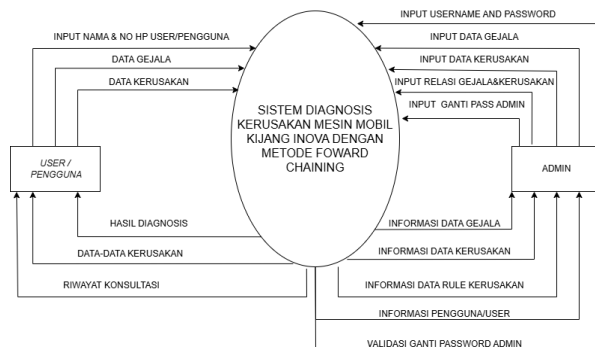 INPUT USERNAME AND PASSWORD
INPUT NAMA & NO HP USER/PENGGUNA
INPUT DATA GEJALA
DATA GEJALA
INPUT DATA KERUSAKAN
DATA KERUSAKAN
INPUT RELASI GEJALA&KERUSAKAN
INPUT GANTI PASS ADMIN
SISTEM DIAGNOSIS
KERUSAKAN MESIN MOBIL
KIJANG INOVA DENGAN
METODE FOWARD
CHAINING
USER /
PENGGUNA
ADMIN
HASIL DIAGNOSIS
INFORMASI DATA GEJALA
DATA-DATA KERUSAKAN
INFORMASI DATA KERUSAKAN
RIWAYAT KONSULTASI
INFORMASI DATA RULE KERUSAKAN
INFORMASI PENGGUNA/USER
VALIDASI GANTI PASSWORD ADMIN